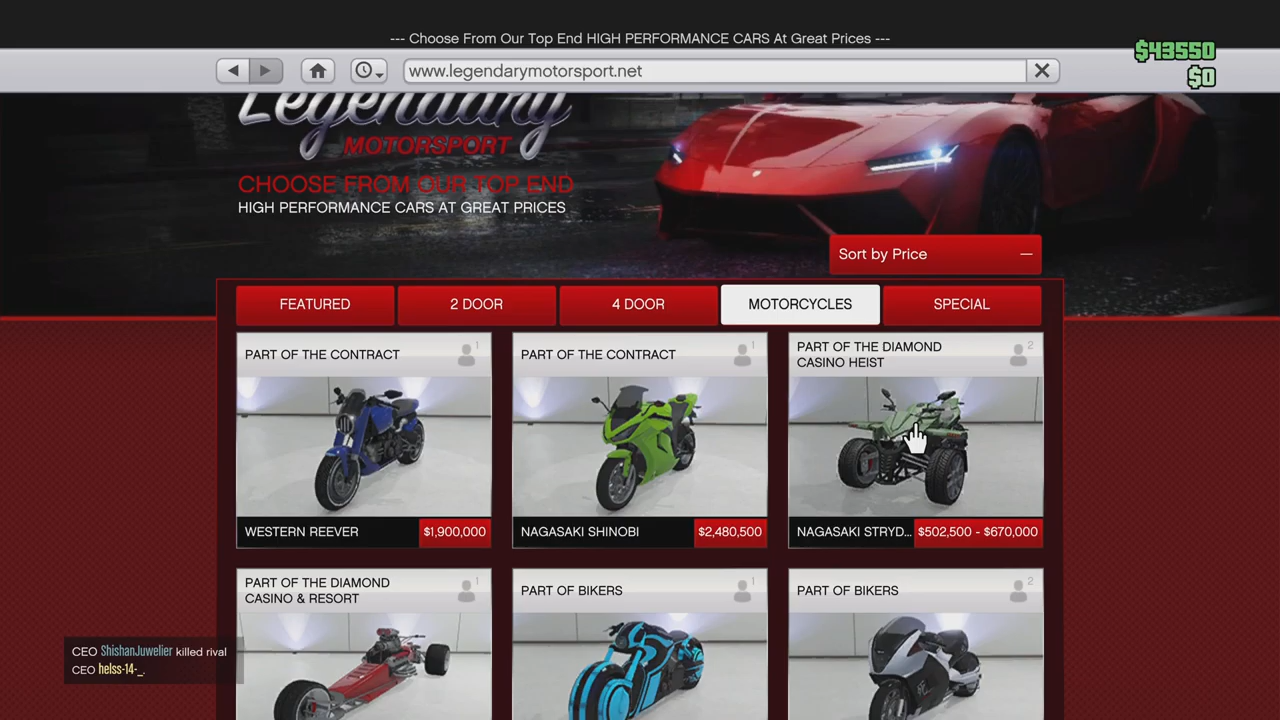 --- Choose From Our Top End HIGH PERFORMANCE CARS At Great Prices ---
$43550
$0
www.legendarymotorsport.net
Legendary
MOTORSPORT
CHOOSE FROM OUR TOP END
HIGH PERFORMANCE CARS AT GREAT PRICES
Sort by Price
FEATURED
2 DOOR
4 DOOR
MOTORCYCLES
SPECIAL
PART OF THE CONTRACT
1
PART OF THE CONTRACT
1
PART OF THE DIAMOND
CASINO HEIST
2
WESTERN REEVER
$1,900,000
NAGASAKI SHINOBI
$2,480,500
NAGASAKI STRYD...
$502,500 - $670,000
PART OF THE DIAMOND
CASINO & RESORT
1
PART OF BIKERS
1
PART OF BIKERS
2
CEO ShishanJuwelier killed rival
CEO helss-14-_.